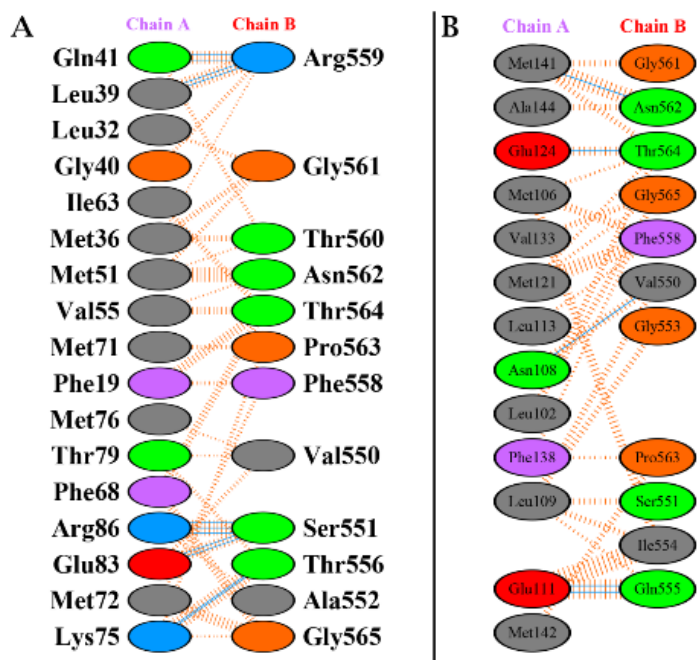 A
Chain A Chain B
Gln41 Arg559
Leu39
Leu32
Gly40 Gly561
Ile63
Met36 Thr560
Met51 Asn562
Val55 Thr564
Met71 Pro563
Phe19 Phe558
Met76
Thr79 Val550
Phe68
Arg86 Ser551
Glu83 Thr556
Met72 Ala552
Lys75 Gly565
B
Chain A Chain B
Met141 Gly561
Ala144 Asn562
Glu124 Thr564
Met106 Gly565
Val133 Phe558
Met121 Val550
Leu113 Gly553
Asn108
Leu102
Phe138 Pro563
Leu109 Ser551
Ile554
Glu111 Gln555
Met142